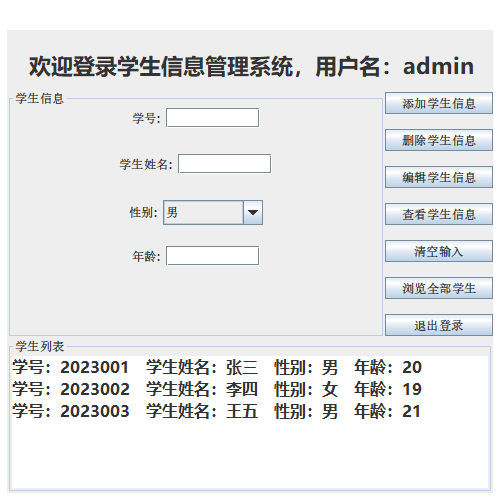 欢迎登录学生信息管理系统，用户名：admin
学生信息
学号:
学生姓名:
性别: 男
年龄:
添加学生信息
删除学生信息
编辑学生信息
查看学生信息
清空输入
浏览全部学生
退出登录
学生列表
学号：2023001 学生姓名：张三 性别：男 年龄：20
学号：2023002 学生姓名：李四 性别：女 年龄：19
学号：2023003 学生姓名：王五 性别：男 年龄：21